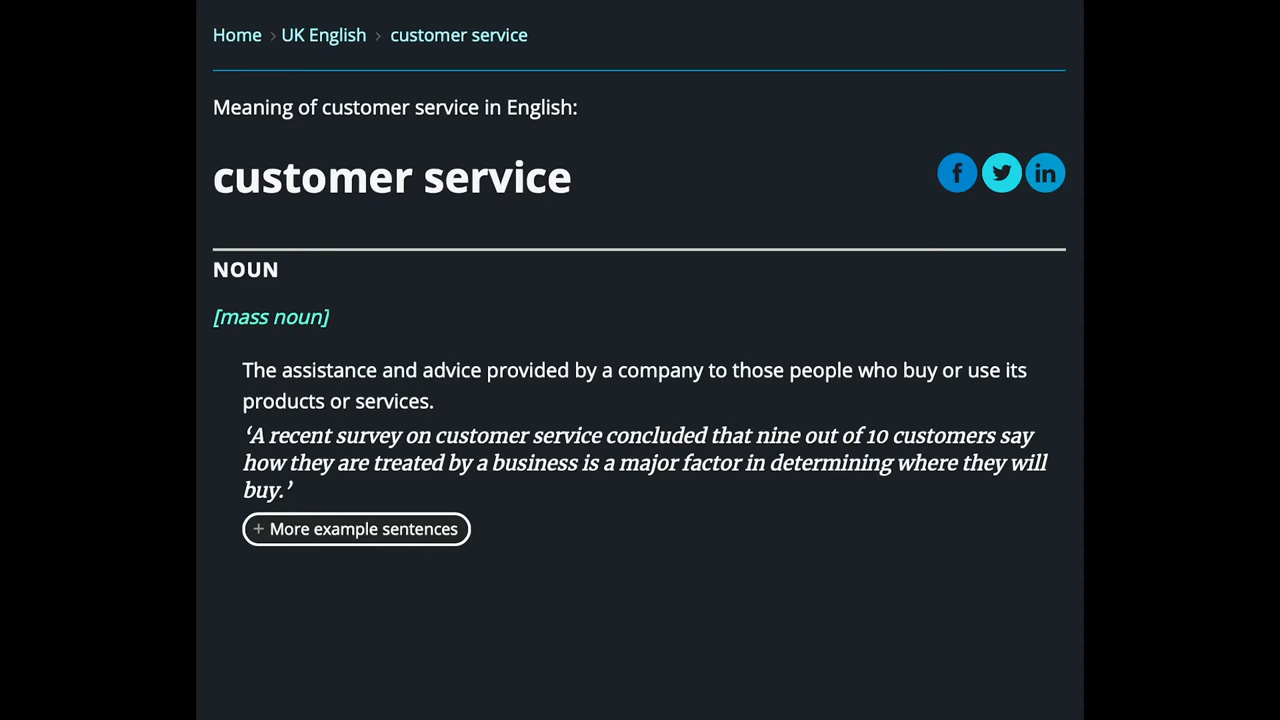 Home › UK English › customer service
Meaning of customer service in English:
customer service
f in
NOUN
[mass noun]
The assistance and advice provided by a company to those people who buy or use its
products or services.
‘A recent survey on customer service concluded that nine out of 10 customers say
how they are treated by a business is a major factor in determining where they will
buy.’
+ More example sentences